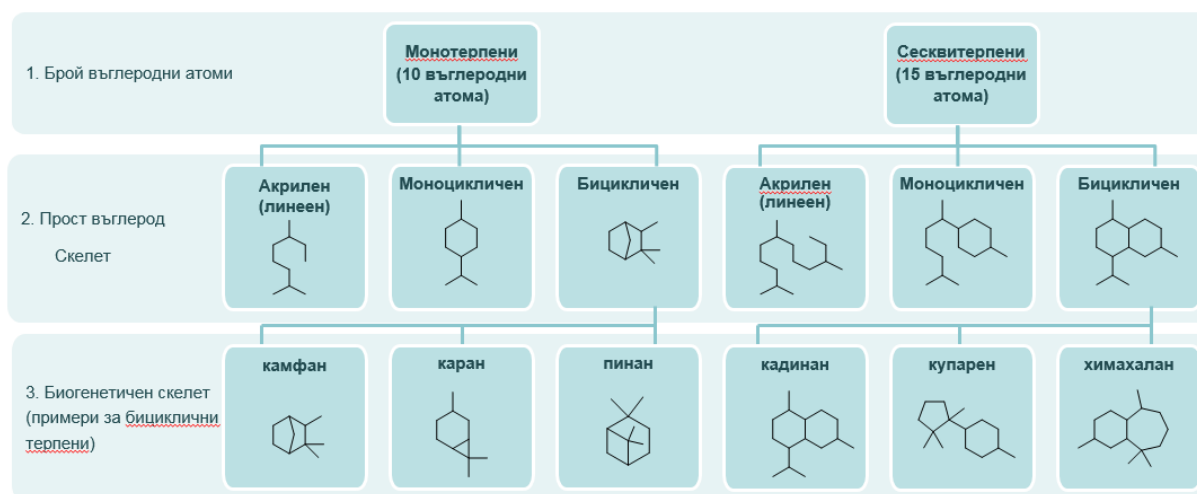 1. Брой въглеродни атоми
Монотерпени
(10 въглеродни
атома)
Сесквитерпени
(15 въглеродни
атома)
2. Прост въглерод
Скелет
Акрилен
(линеен)
Моноцикличен
Бицикличен
Акрилен
(линеен)
Моноцикличен
Бицикличен
3. Биогенетичен скелет
(примери за бициклични
терпени)
камфан
каран
пинан
кадинан
купарен
химахалан